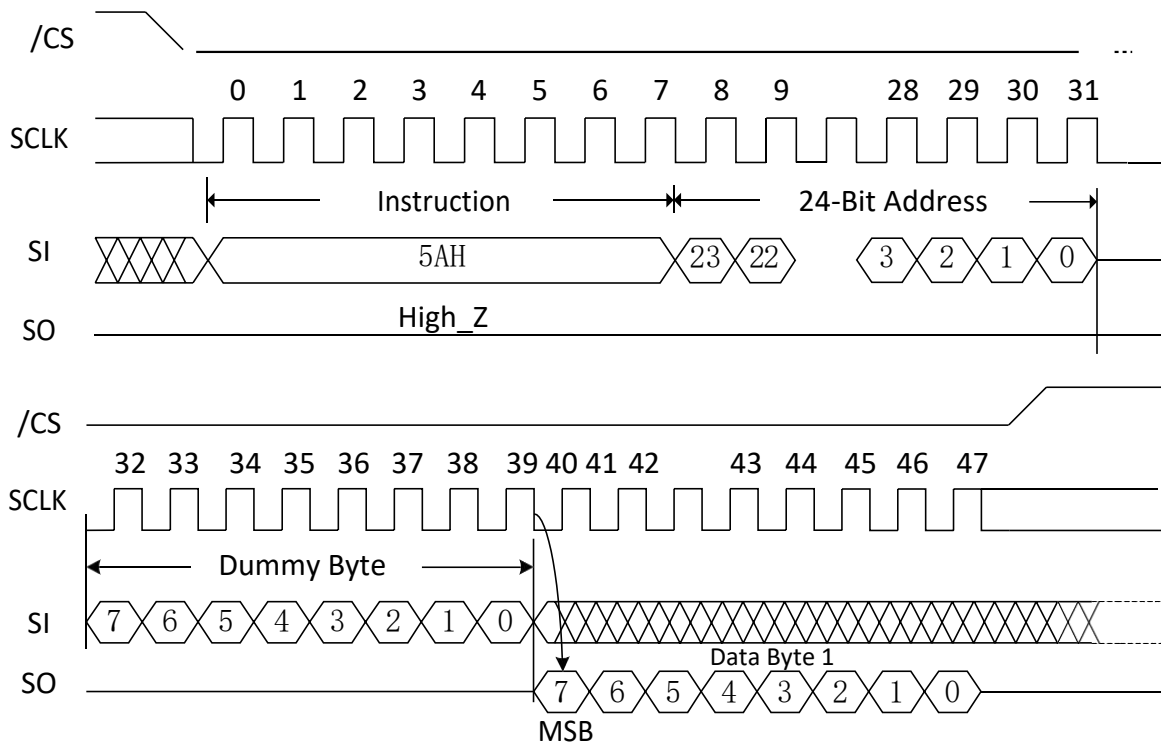 /CS
0 1 2 3 4 5 6 7 8 9 28 29 30 31
SCLK
Instruction 24-Bit Address
SI 5AH 23 22 3 2 1 0
High_Z
SO
/CS
32 33 34 35 36 37 38 39 40 41 42 43 44 45 46 47
SCLK
Dummy Byte
SI 7 6 5 4 3 2 1 0
Data Byte 1
SO 7 6 5 4 3 2 1 0
MSB